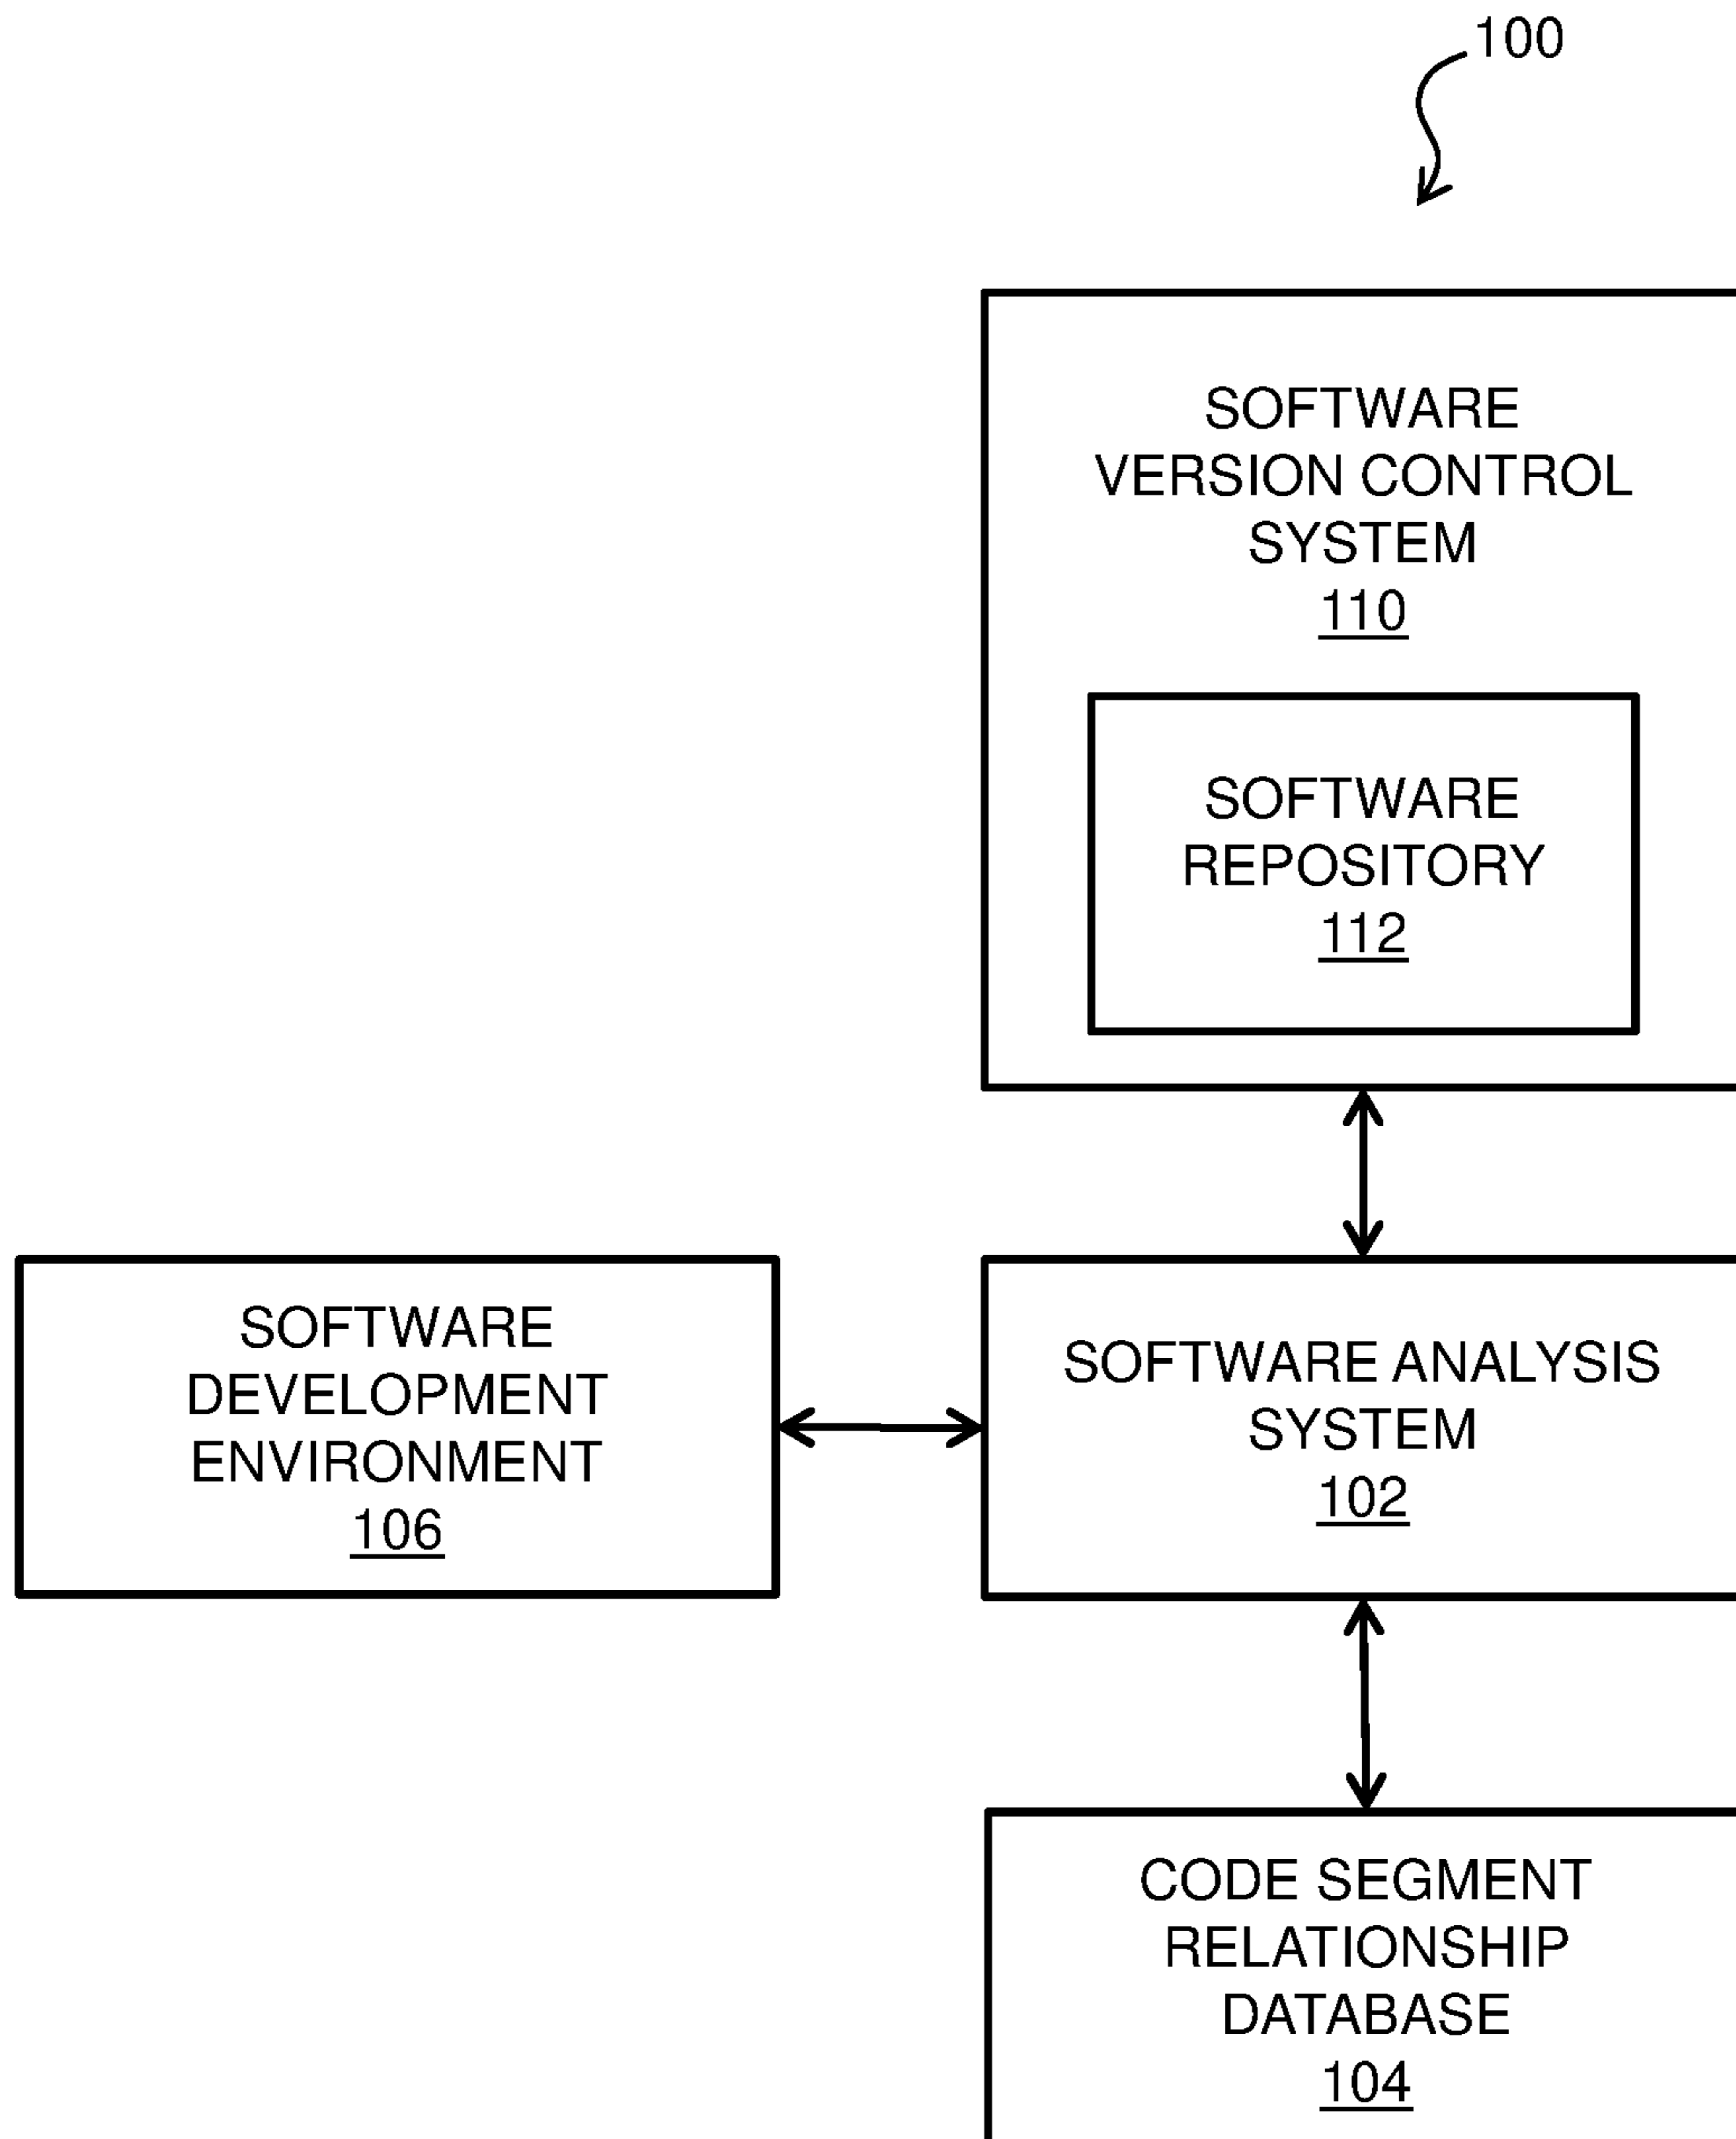 100
SOFTWARE
VERSION CONTROL
SYSTEM
110
SOFTWARE
REPOSITORY
112
SOFTWARE
DEVELOPMENT
ENVIRONMENT
106
SOFTWARE ANALYSIS
SYSTEM
102
CODE SEGMENT
RELATIONSHIP
DATABASE
104